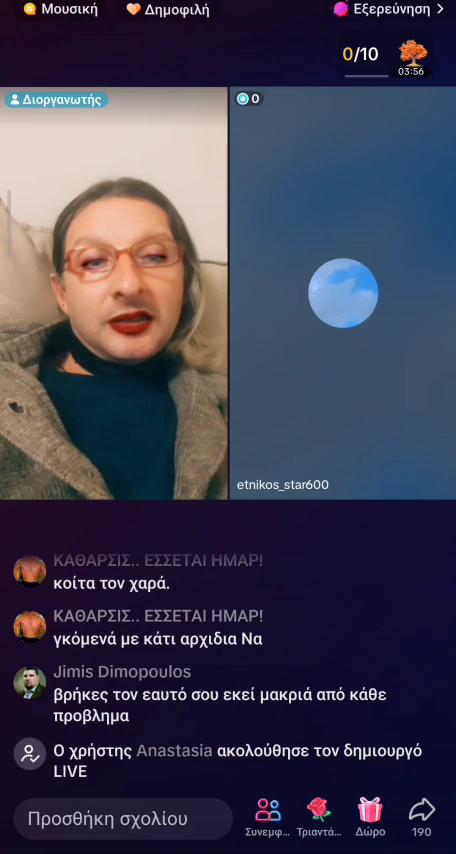 Μουσική
Δημοφιλή
Εξερεύνηση
0/10
03:56
Διοργανωτής
0
etnikos_star600
ΚΑΘΑΡΣΙΣ.. ΕΣΣΕΤΑΙ ΗΜΑΡ!
κοίτα τον χαρά.
ΚΑΘΑΡΣΙΣ.. ΕΣΣΕΤΑΙ ΗΜΑΡ!
γκόμενά με κάτι αρχιδια Να
Jimis Dimopoulos
βρήκες τον εαυτό σου εκεί μακριά από κάθε
προβλημα
Ο χρήστης Anastasia ακολούθησε τον δημιουργό
LIVE
Προσθήκη σχολίου
Συνεμφ...
Τριαντά...
Δώρο
190